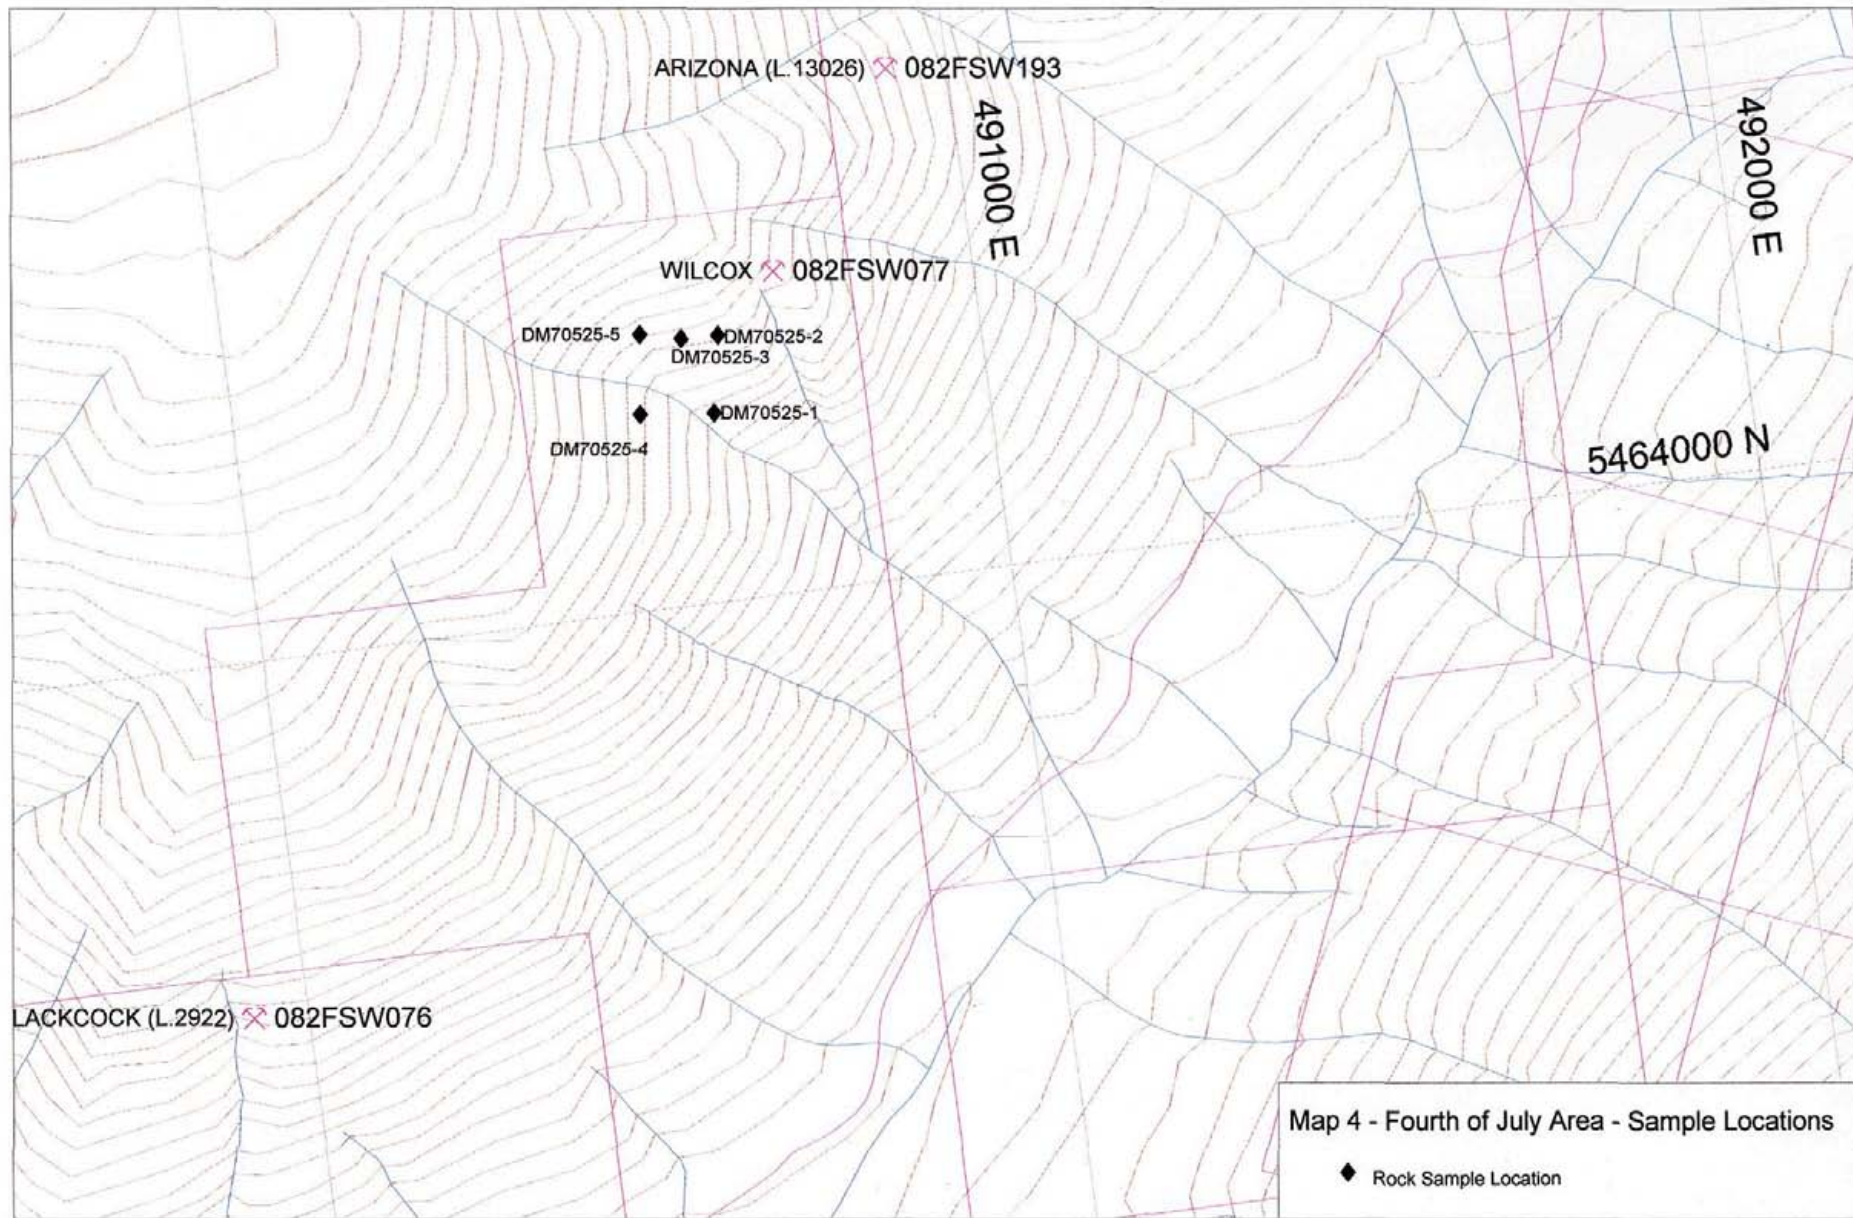 ARIZONA (L.13026) 082FSW193
491000 E
492000 E
WILCOX 082FSW077
DM70525-5
DM70525-2
DM70525-3
DM70525-1
DM70525-4
5464000 N
LACKCOCK (L.2922) 082FSW076
Map 4 - Fourth of July Area - Sample Locations
Rock Sample Location